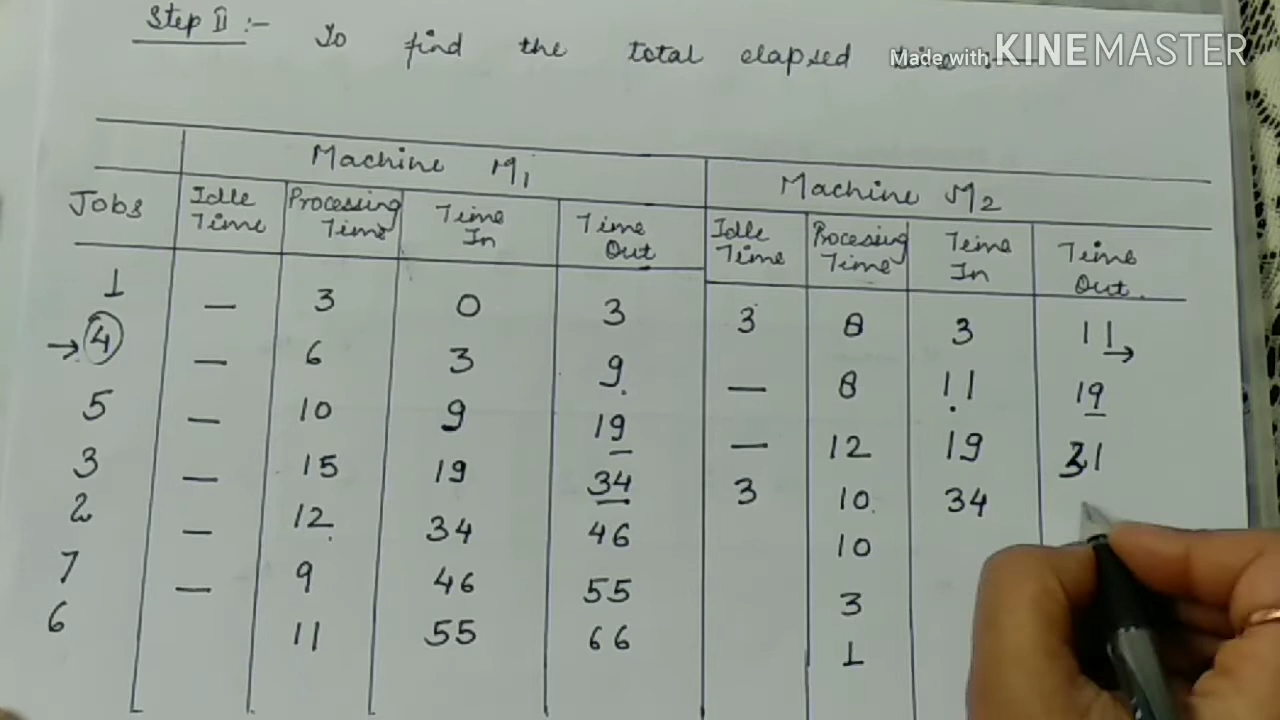 Step II :-
To find the total elapsed time :-
Made with KINEMASTER
Machine M1 Machine M2
Jobs Idle Time Processing Time Time In Time Out Idle Time Processing Time Time In Time Out
1 — 3 0 3 3 8 3 11 →
→ 4 — 6 3 9 — 8 11 19
5 — 10 9 19 — 12 19 31
3 — 15 19 34 3 10 34
2 — 12 34 46 10
7 — 9 46 55 3
6 11 55 66 1